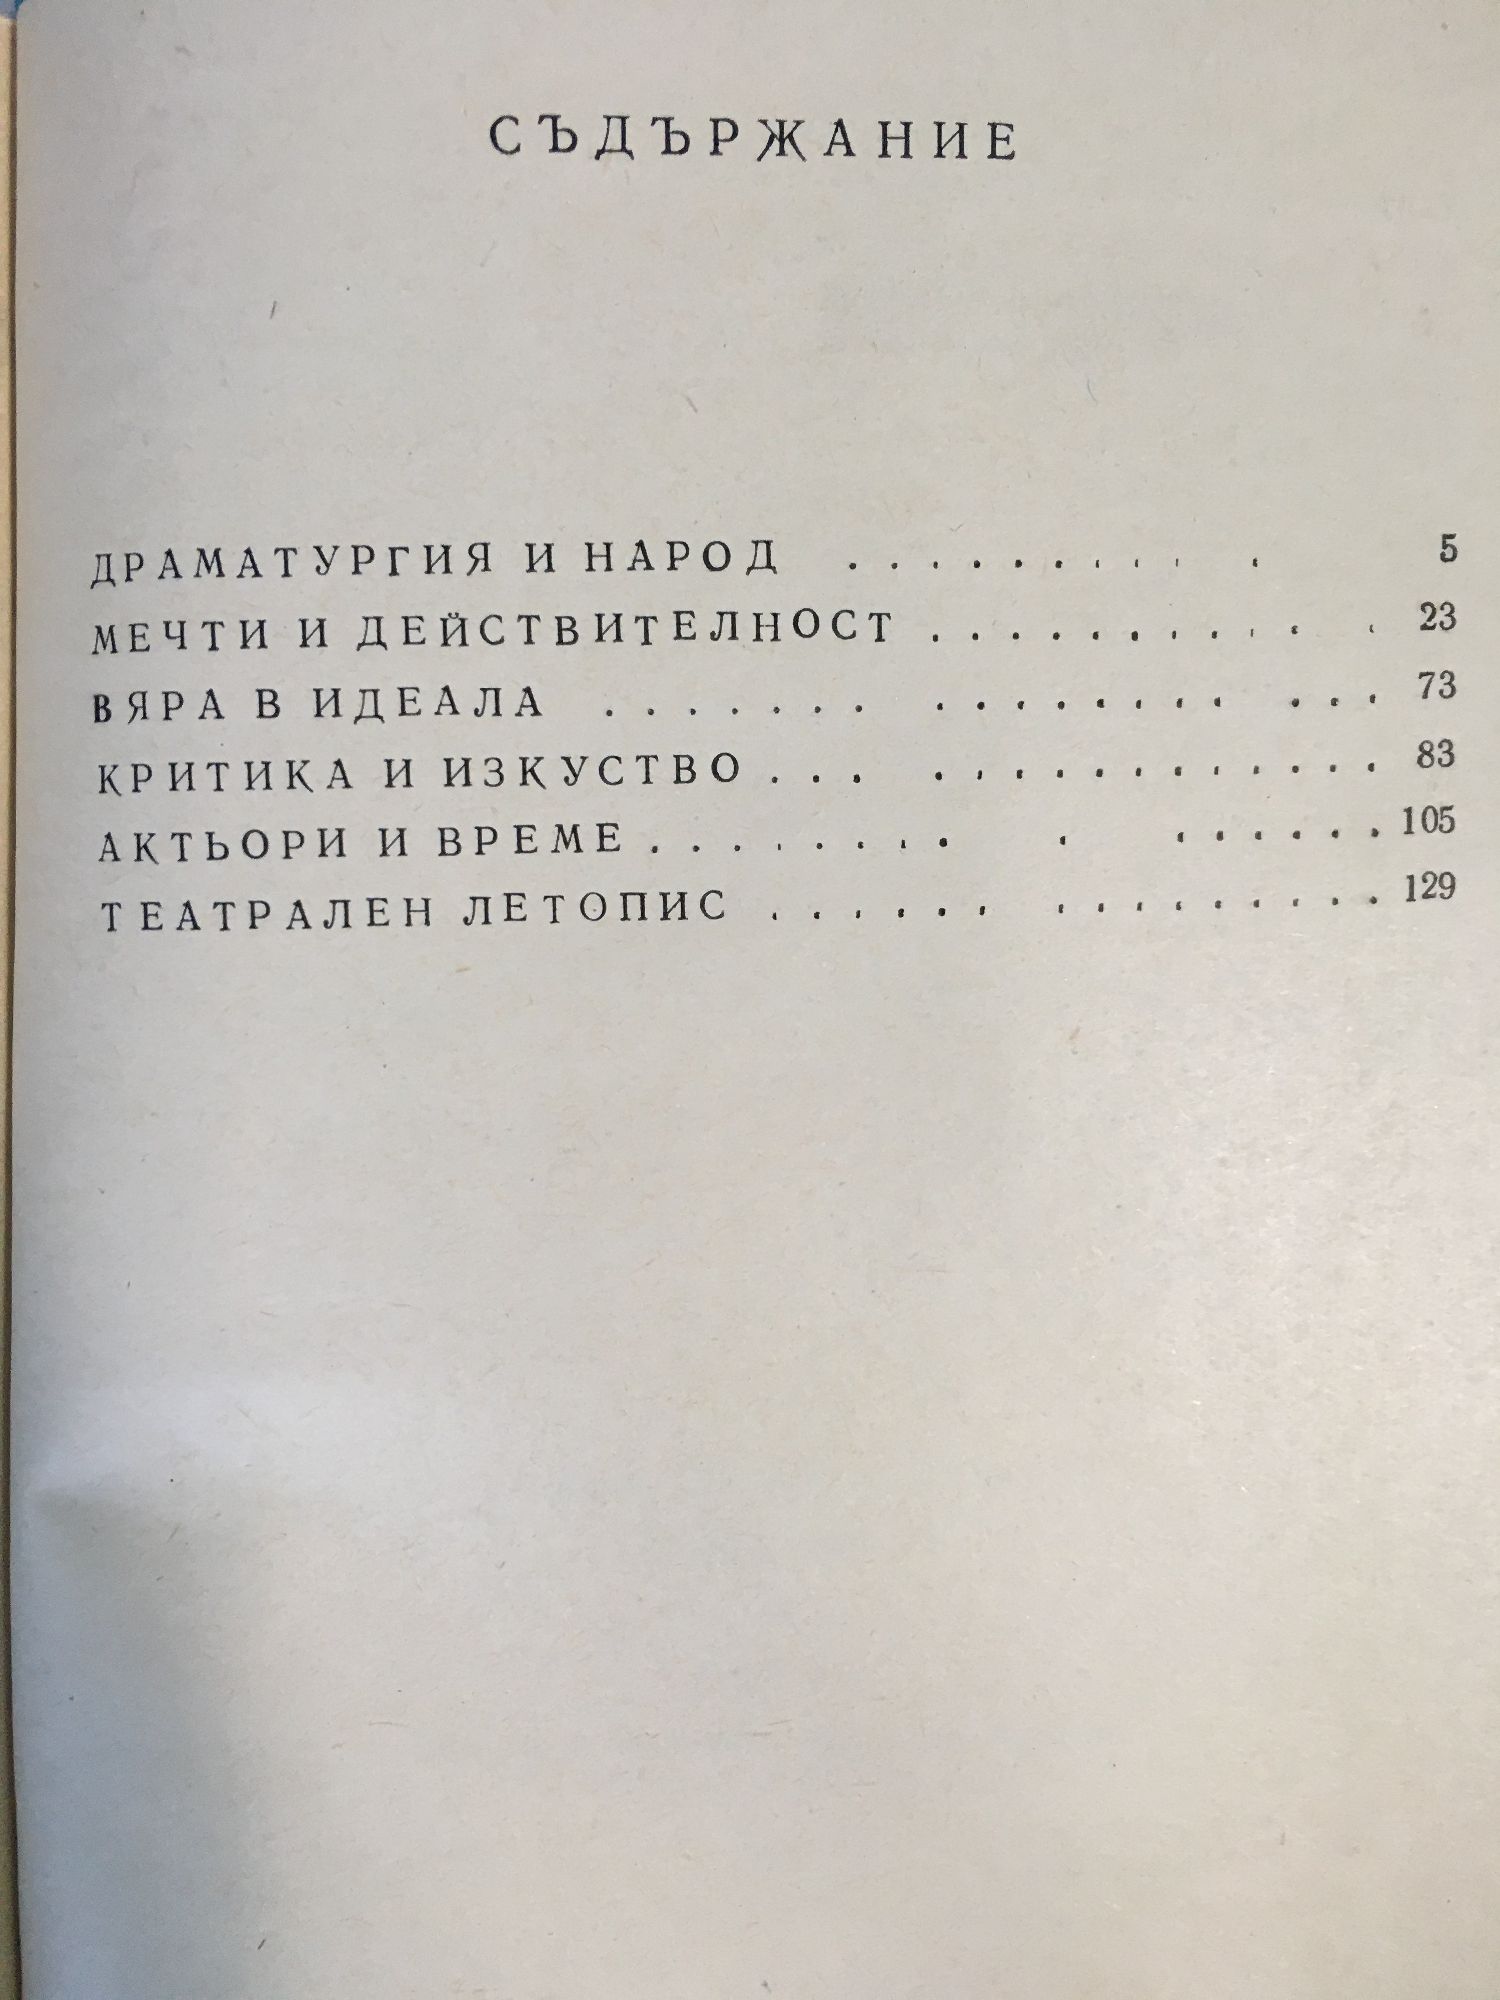 СЪДЪРЖАНИЕ
ДРАМАТУРГИЯ И НАРОД . . . . . . . . . . 5
МЕЧТИ И ДЕЙСТВИТЕЛНОСТ . . . . . . . . . . . 23
ВЯРА В ИДЕАЛА . . . . . . . . . . . . . . . . . . 73
КРИТИКА И ИЗКУСТВО . . . . . . . . . . . . . . . 83
АКТЬОРИ И ВРЕМЕ . . . . . . . . . . . . . . . 105
ТЕАТРАЛЕН ЛЕТОПИС . . . . . . . . . . . . . . . 129